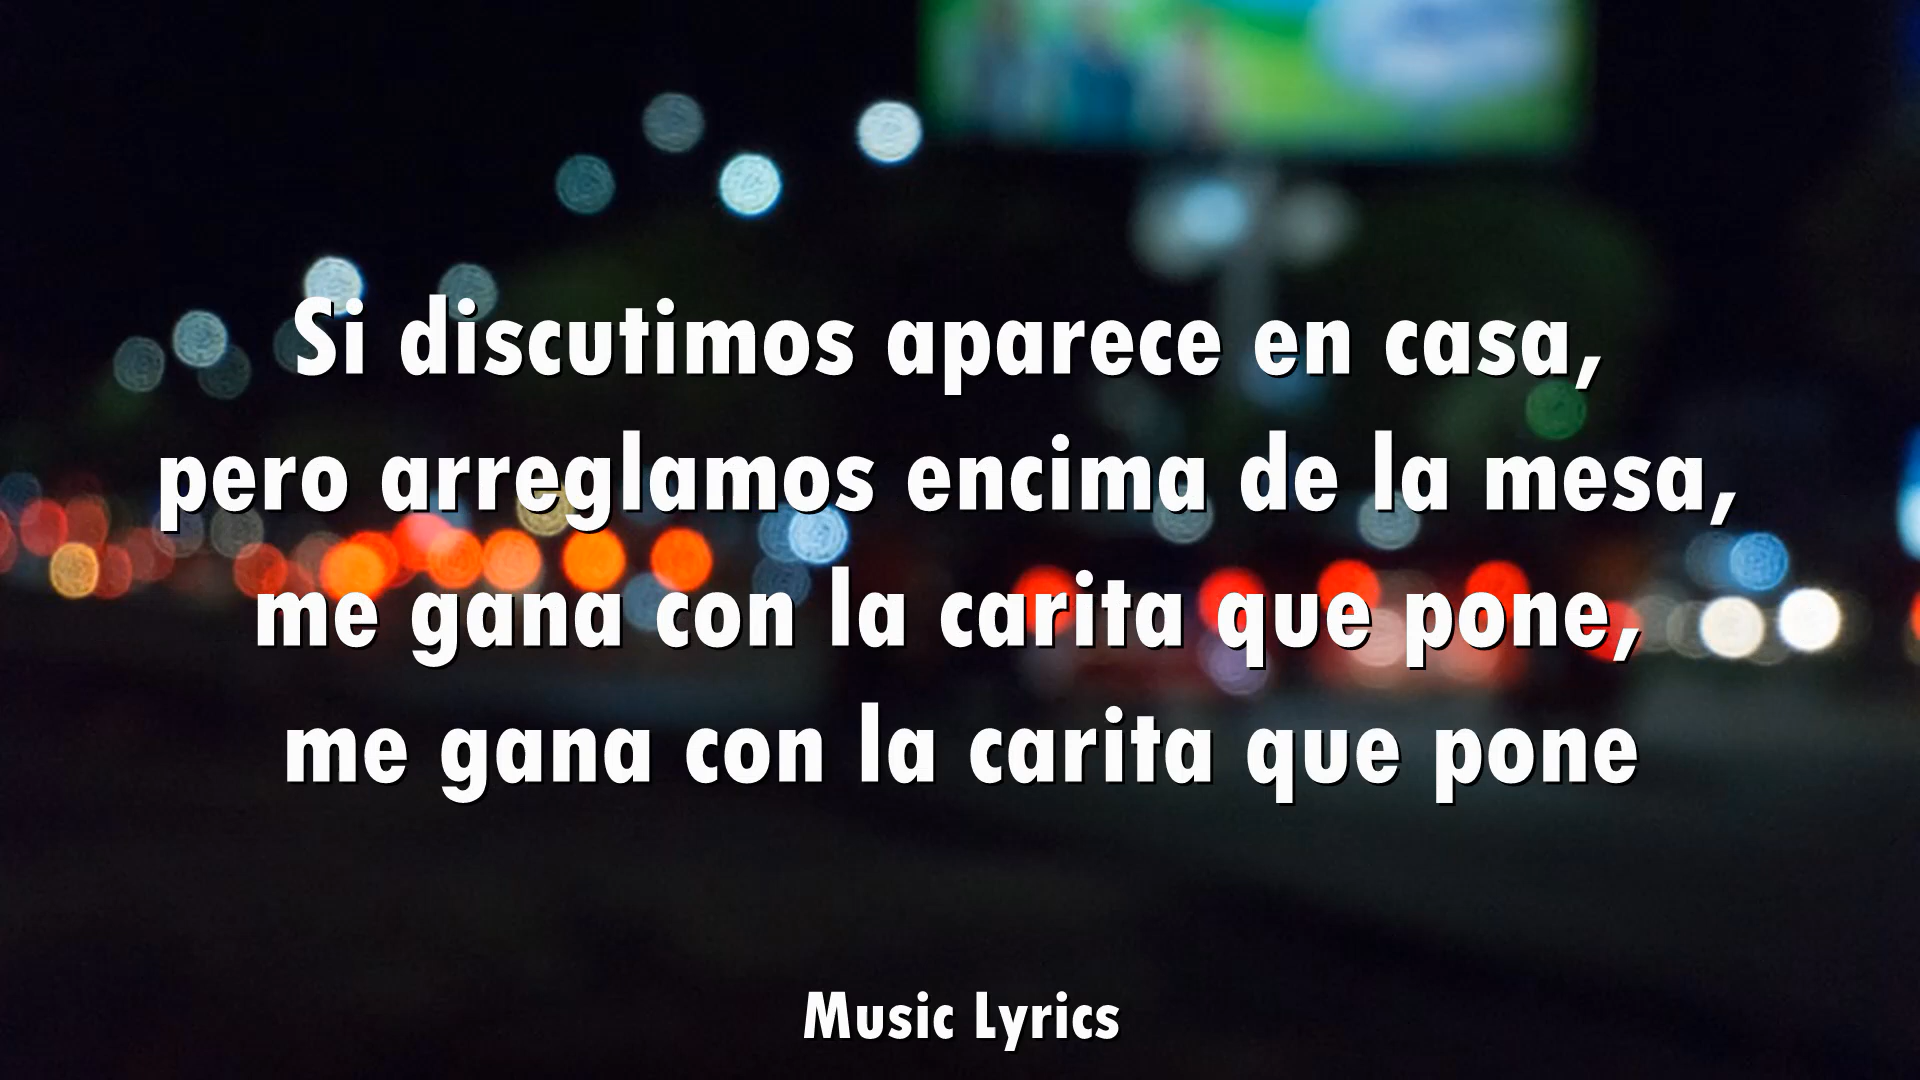 Si discutimos aparece en casa,
pero arreglamos encima de la mesa,
me gana con la carita que pone,
me gana con la carita que pone
Music Lyrics